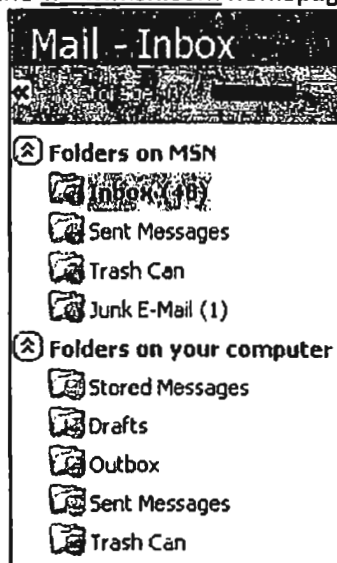 homepag
Mail - Inbox
Folders on MSN
Inbox
Sent Messages
Trash Can
Junk E-Mail (1)
Folders on your computer
Stored Messages
Drafts
Outbox
Sent Messages
Trash Can